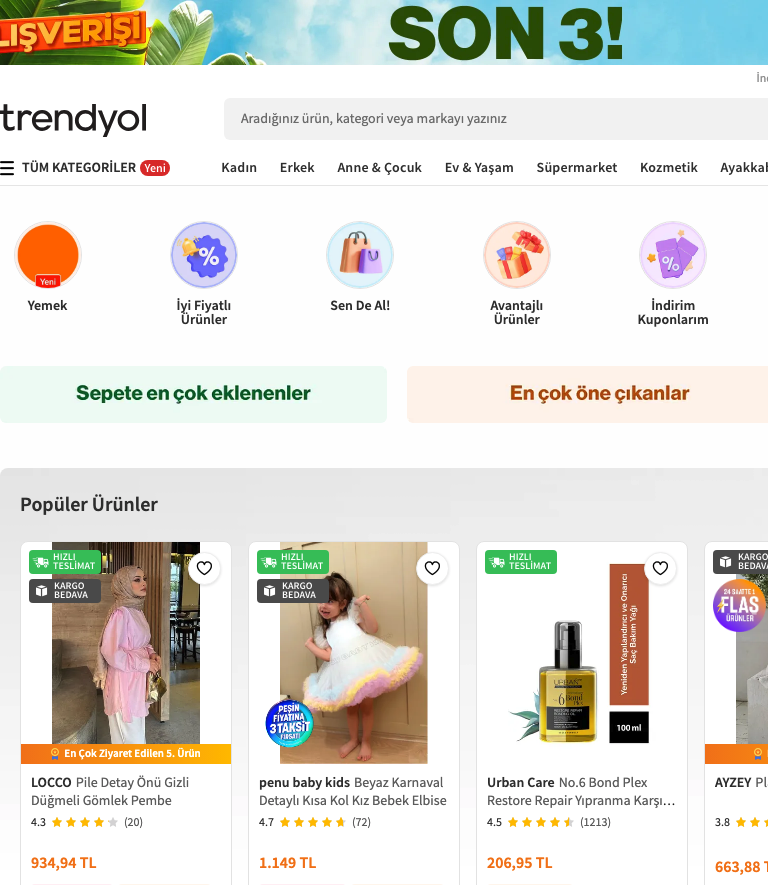 LIŞVERİŞİ
SON 3!
trendyol
Aradığınız ürün, kategori veya markayı yazınız
TÜM KATEGORİLER Yeni
Kadın
Erkek
Anne & Çocuk
Ev & Yaşam
Süpermarket
Kozmetik
Yeni
Yemek
İyi Fiyatlı
Ürünler
Sen De Al!
Avantajlı
Ürünler
İndirim
Kuponlarım
Sepete en çok eklenenler
En çok öne çıkanlar
Popüler Ürünler
HIZLI
TESLİMAT
KARGO
BEDAVA
En Çok Ziyaret Edilen 5. Ürün
LOCCO Pile Detay Önü Gizli
Düğmeli Gömlek Pembe
4.3 (20)
934,94 TL
HIZLI
TESLİMAT
KARGO
BEDAVA
PEŞİN
FİYATINA
3 TAKSİT
FIRSATI
penu baby kids Beyaz Karnaval
Detaylı Kısa Kol Kız Bebek Elbise
4.7 (72)
1.149 TL
HIZLI
TESLİMAT
Yeniden Yapılandırıcı ve Onarıcı
Saç Bakım Yağı
URBAN
6 Bond
Plex
100 ml
Urban Care No.6 Bond Plex
Restore Repair Yıpranma Karşı...
4.5 (1213)
206,95 TL
KARGO
BEDAVA
24 SAATTE
FLAŞ
ÜRÜNLER
AYZEY
3.8
663,88